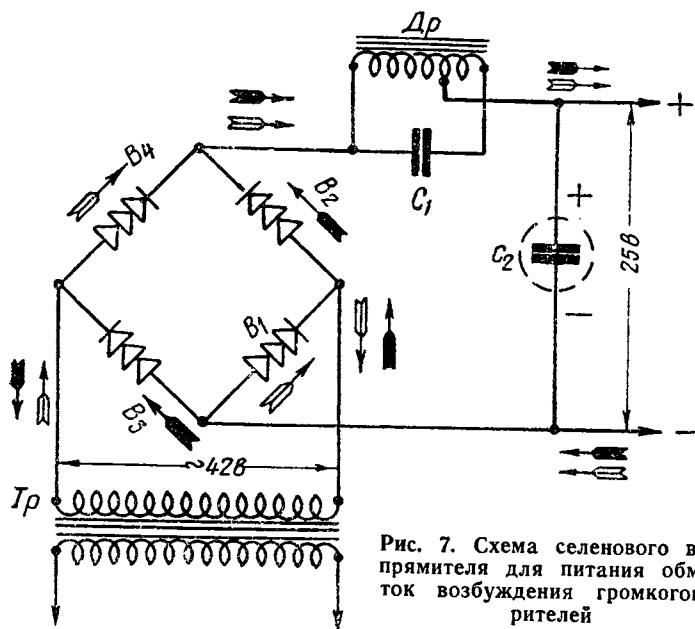 Др
+
В4
В2
С1
+
С2
25в
В1
−
В3
−
~42в
Тр
Рис. 7. Схема селенового в
прямителя для питания обм
ток возбуждения громкого
рителей